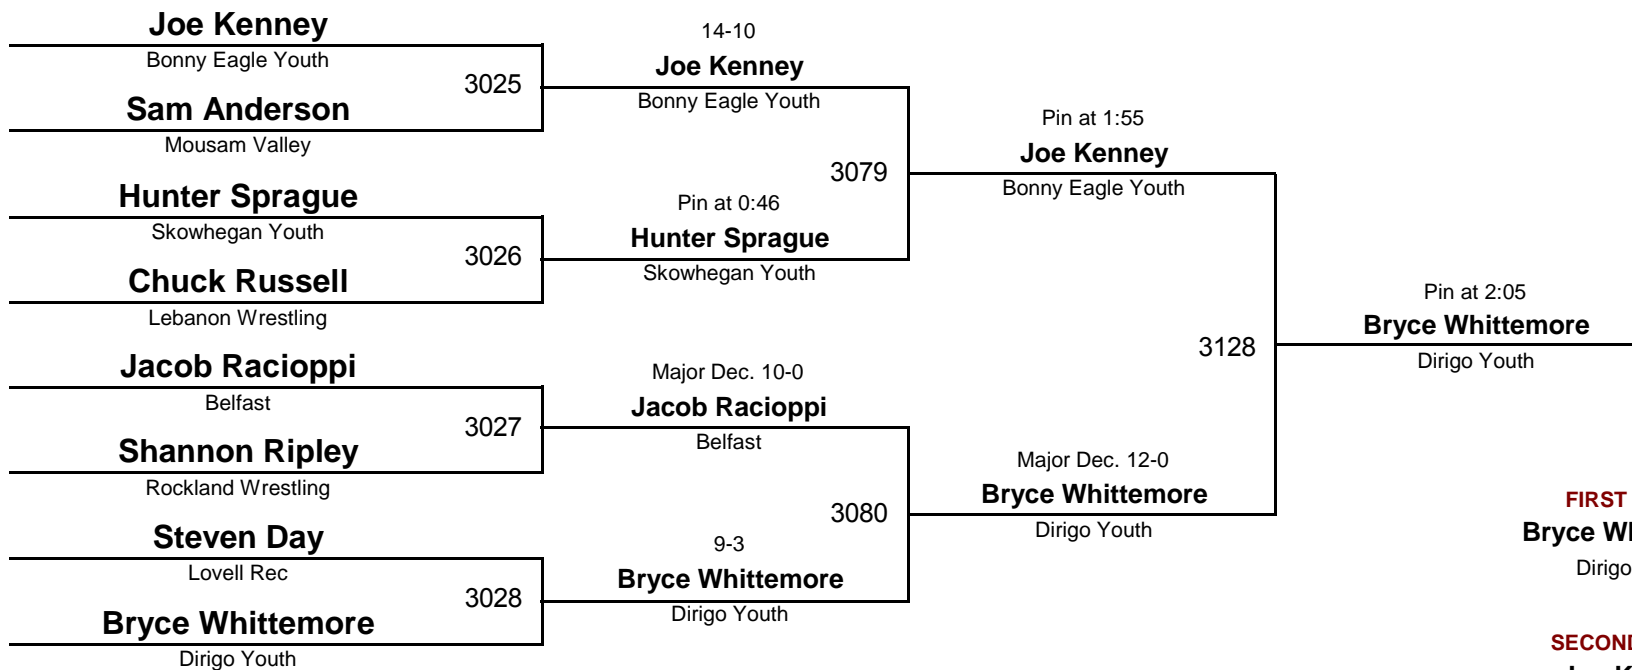 Joe Kenney
Bonny Eagle Youth
3025
Sam Anderson
Mousam Valley
Hunter Sprague
Skowhegan Youth
3026
Chuck Russell
Lebanon Wrestling
Jacob Racioppi
Belfast
3027
Shannon Ripley
Rockland Wrestling
Steven Day
Lovell Rec
3028
Bryce Whittemore
Dirigo Youth
14-10
Joe Kenney
Bonny Eagle Youth
3079
Pin at 0:46
Hunter Sprague
Skowhegan Youth
Major Dec. 10-0
Jacob Racioppi
Belfast
3080
9-3
Bryce Whittemore
Dirigo Youth
Pin at 1:55
Joe Kenney
Bonny Eagle Youth
3128
Major Dec. 12-0
Bryce Whittemore
Dirigo Youth
Pin at 2:05
Bryce Whittemore
Dirigo Youth
FIRST
Bryce
Dirigo